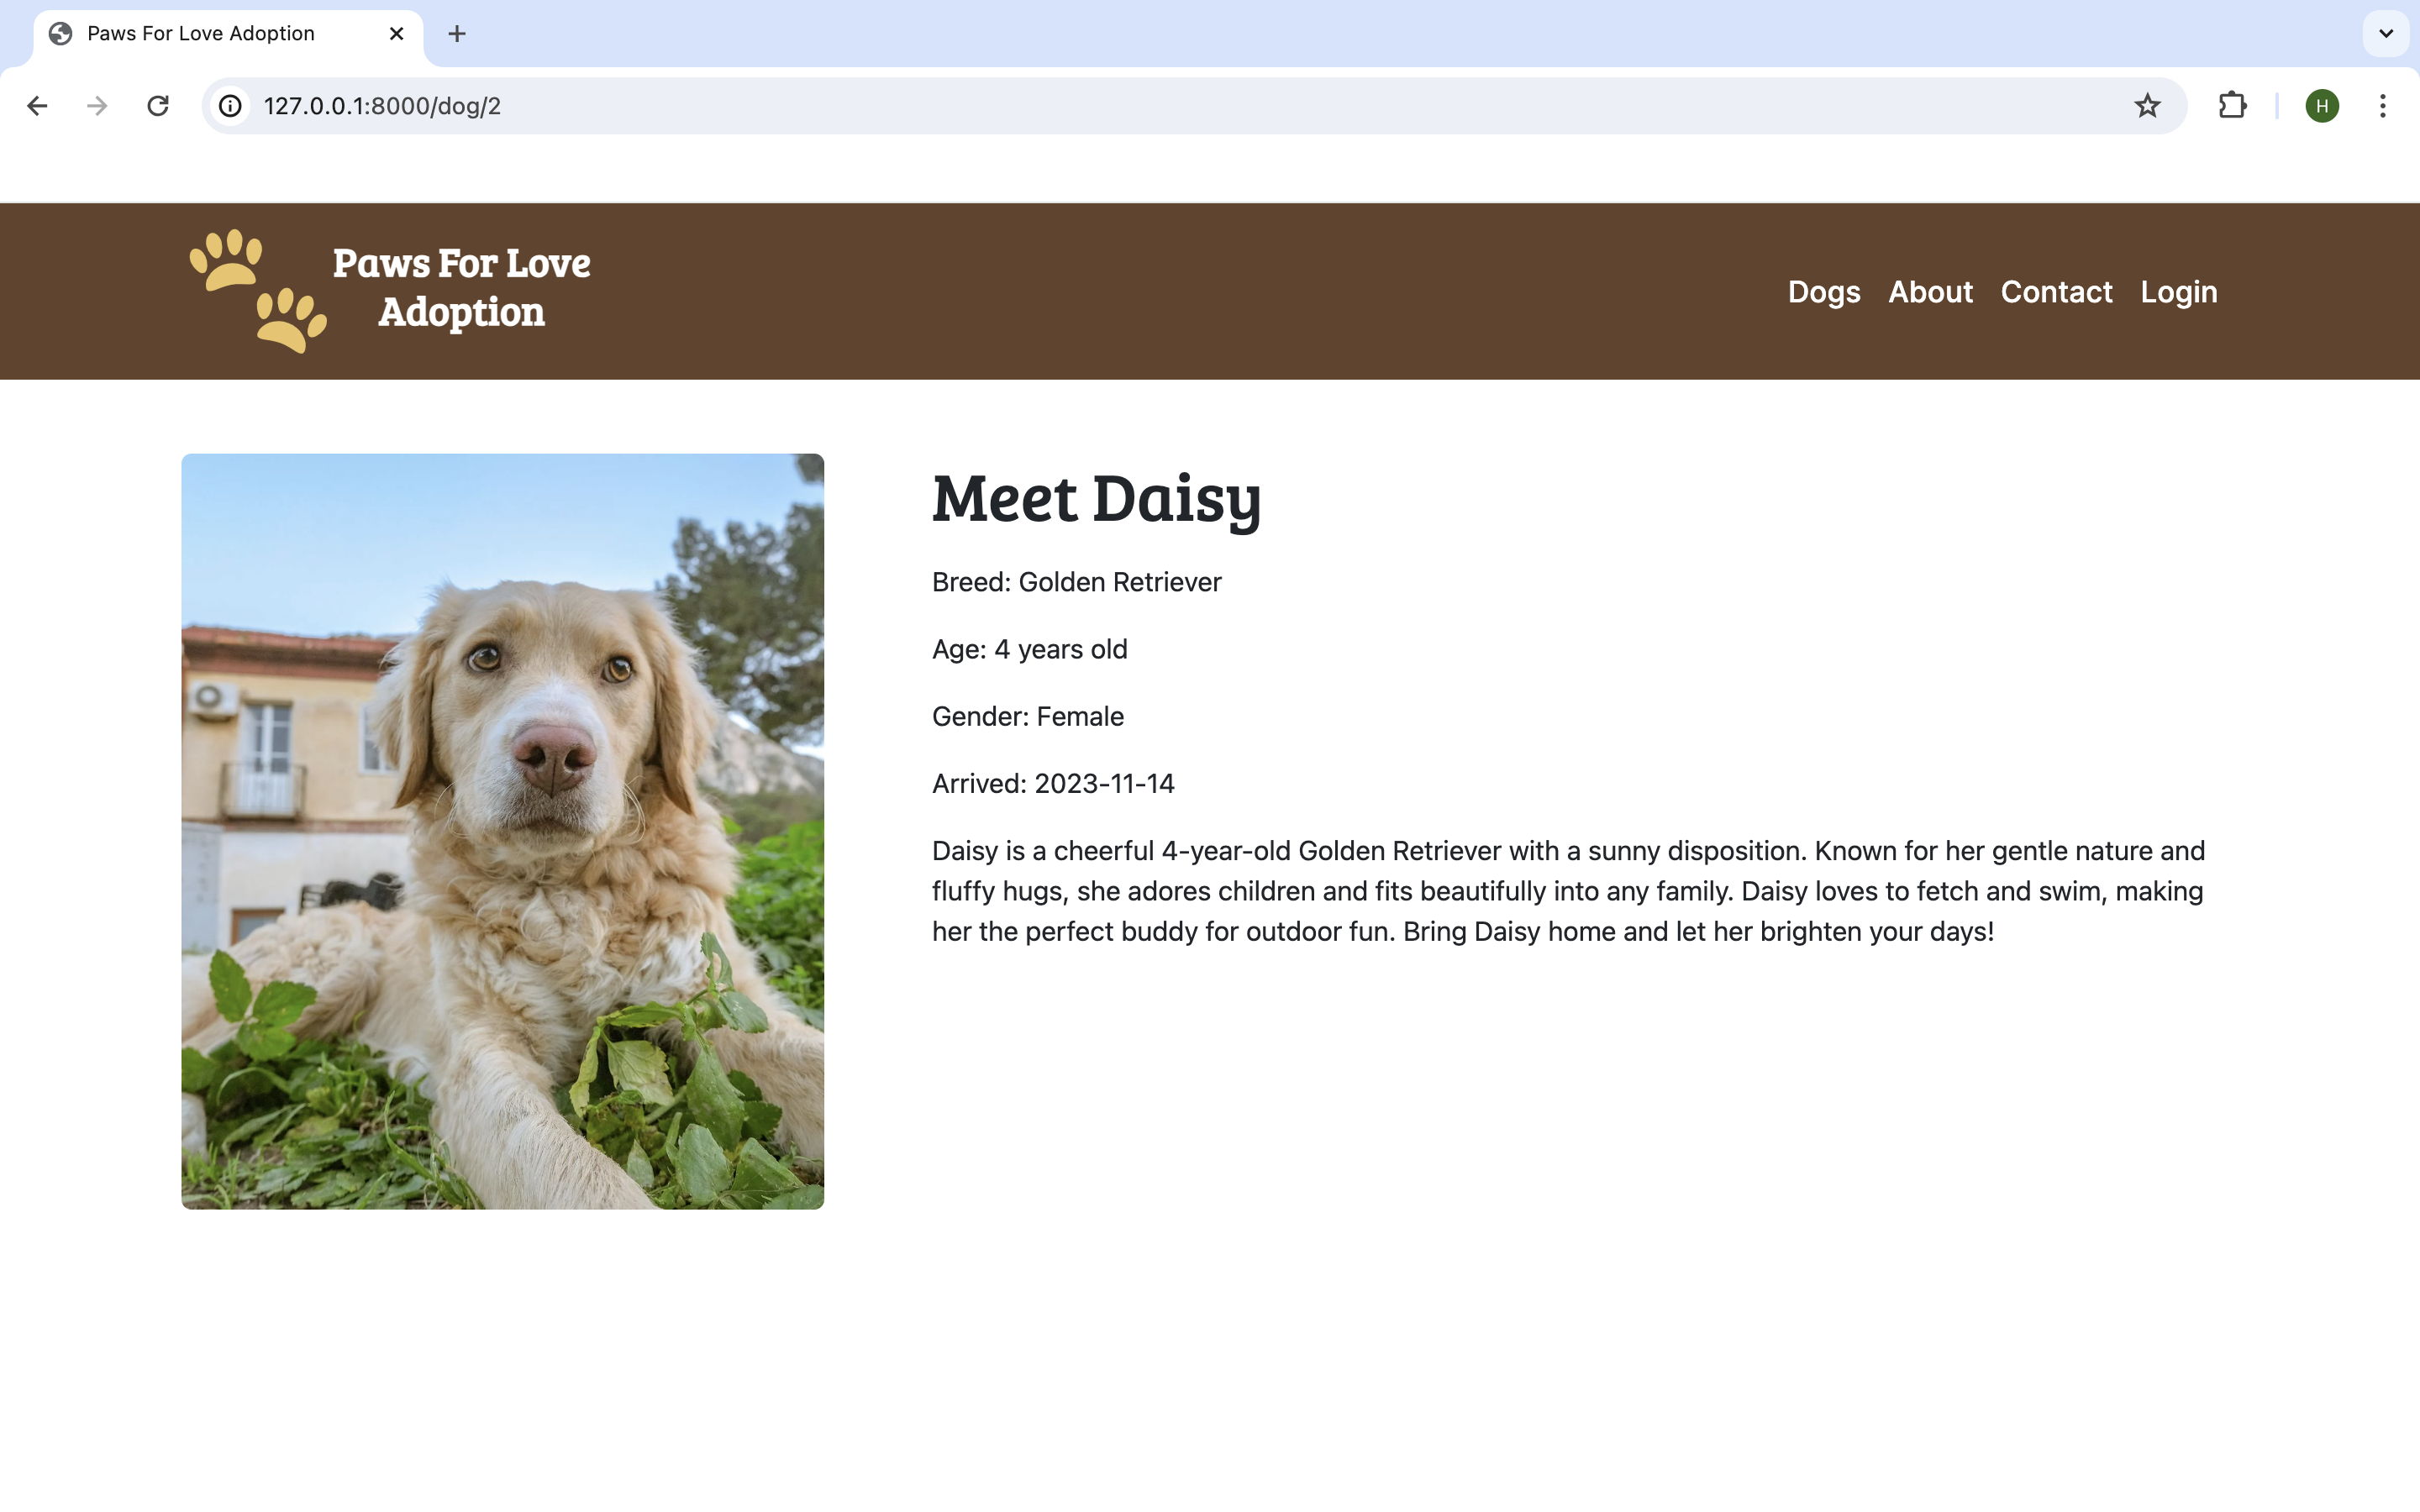 Paws For Love Adoption
127.0.0.1:8000/dog/2
H
Paws For Love
Adoption
Dogs About Contact Login
Meet Daisy
Breed: Golden Retriever
Age: 4 years old
Gender: Female
Arrived: 2023-11-14
Daisy is a cheerful 4-year-old Golden Retriever with a sunny disposition. Known for her gentle nature and
fluffy hugs, she adores children and fits beautifully into any family. Daisy loves to fetch and swim, making
her the perfect buddy for outdoor fun. Bring Daisy home and let her brighten your days!